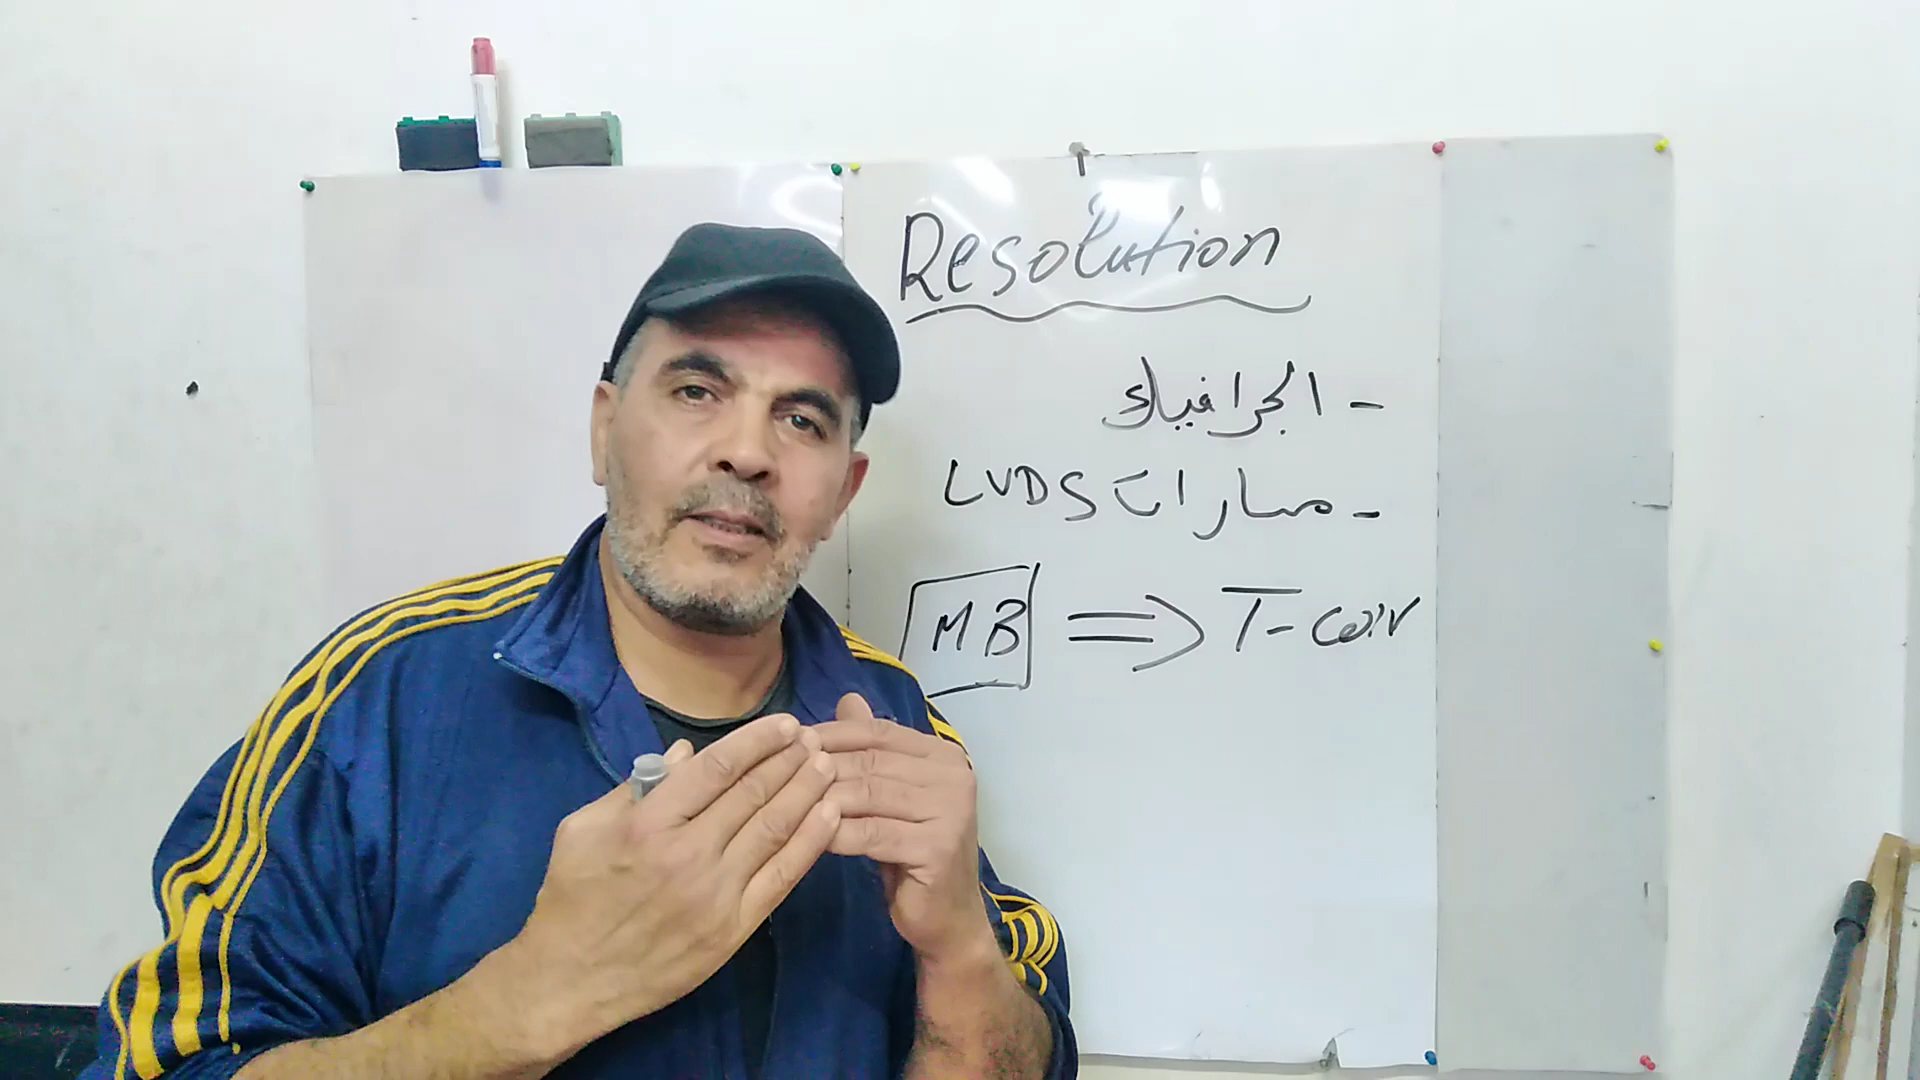 Resolution
- الجرافيك
- مسارات LVDS
MB ⇒ T-con